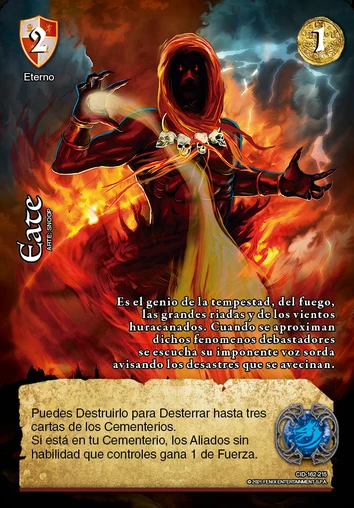 2
1
Eterno
Eate
ARTE: SNOOP
Es el genio de la tempestad, del fuego,
las grandes riadas y de los vientos
huracanados. Cuando se aproximan
dichos fenomenos debastadores
se escucha su imponente voz sorda
avisando los desastres que se avecinan.
Puedes Destruirlo para Desterrar hasta tres
cartas de los Cementerios.
Si está en tu Cementerio, los Aliados sin
habilidad que controles gana 1 de Fuerza.
CID-162-215
© 2021 FENIX ENTERTAINMENT S.P.A.